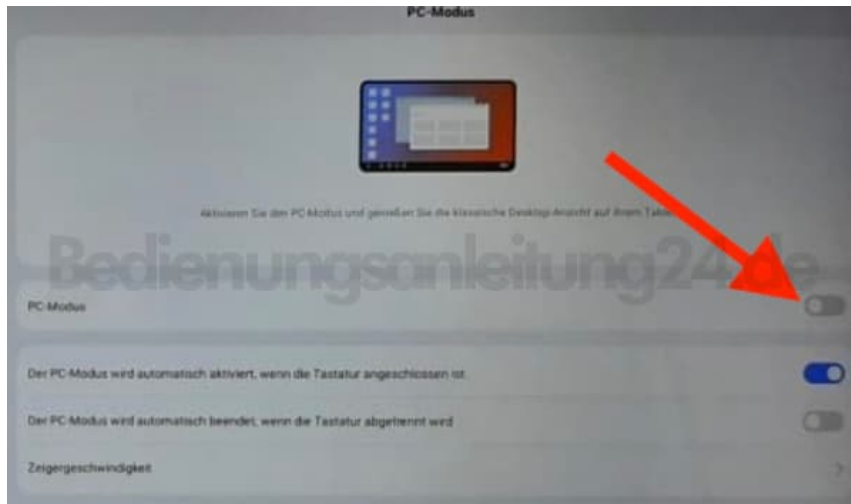 PC-Modus
Aktivieren Sie den PC-Modus und genießen Sie die klassische Desktop-Ansicht auf Ihrem
Bedienungsanleitung24.de
PC-Modus
Der PC-Modus wird automatisch aktiviert, wenn die Tastatur angeschlossen ist
Der PC-Modus wird automatisch beendet, wenn die Tastatur abgetrennt wird
Zeigergeschwindigkeit